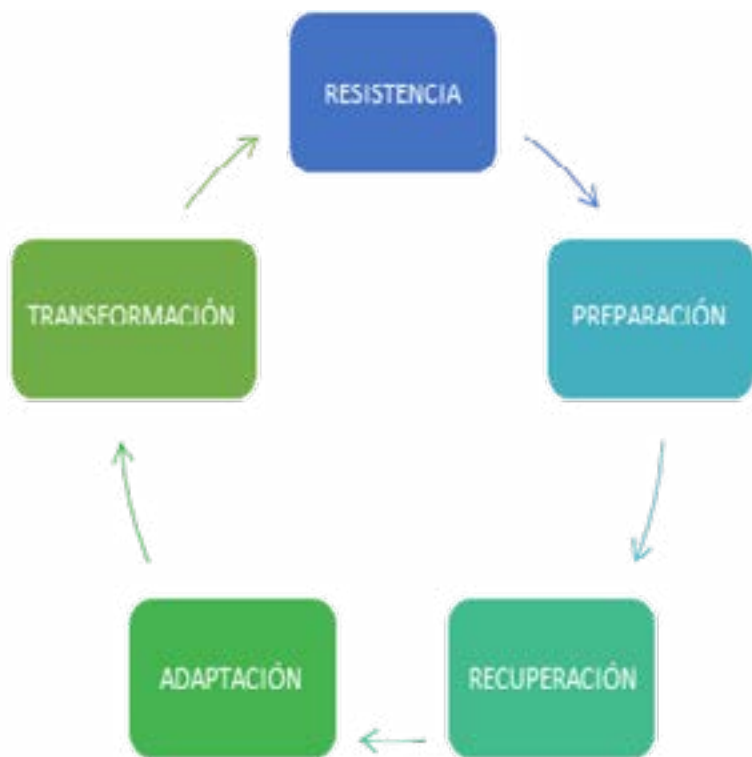 RESISTENCIA
PREPARACIÓN
RECUPERACIÓN
ADAPTACIÓN
TRANSFORMACIÓN